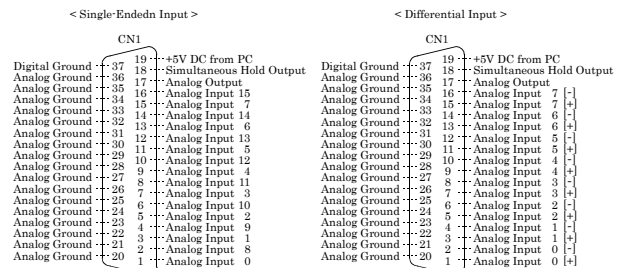 < Single-Endedn Input >
CN1
19 +5V DC from PC
Digital Ground 37
18 Simultaneous Hold Output
Analog Ground 36
17 Analog Output
Analog Ground 35
16 Analog Input 15
Analog Ground 34
15 Analog Input 7
Analog Ground 33
14 Analog Input 14
Analog Ground 32
13 Analog Input 6
Analog Ground 31
12 Analog Input 13
Analog Ground 30
11 Analog Input 5
Analog Ground 29
10 Analog Input 12
Analog Ground 28
9 Analog Input 4
Analog Ground 27
8 Analog Input 11
Analog Ground 26
7 Analog Input 3
Analog Ground 25
6 Analog Input 10
Analog Ground 24
5 Analog Input 2
Analog Ground 23
4 Analog Input 9
Analog Ground 22
3 Analog Input 1
Analog Ground 21
2 Analog Input 8
Analog Ground 20
1 Analog Input 0
< Differential Input >
CN1
19 +5V DC from PC
Digital Ground 37
18 Simultaneous Hold Output
Analog Ground 36
17 Analog Output
Analog Ground 35
16 Analog Input 7 [-]
Analog Ground 34
15 Analog Input 7 [+]
Analog Ground 33
14 Analog Input 6 [-]
Analog Ground 32
13 Analog Input 6 [+]
Analog Ground 31
12 Analog Input 5 [-]
Analog Ground 30
11 Analog Input 5 [+]
Analog Ground 29
10 Analog Input 4 [-]
Analog Ground 28
9 Analog Input 4 [+]
Analog Ground 27
8 Analog Input 3 [-]
Analog Ground 26
7 Analog Input 3 [+]
Analog Ground 25
6 Analog Input 2 [-]
Analog Ground 24
5 Analog Input 2 [+]
Analog Ground 23
4 Analog Input 1 [-]
Analog Ground 22
3 Analog Input 1 [+]
Analog Ground 21
2 Analog Input 0 [-]
Analog Ground 20
1 Analog Input 0 [+]